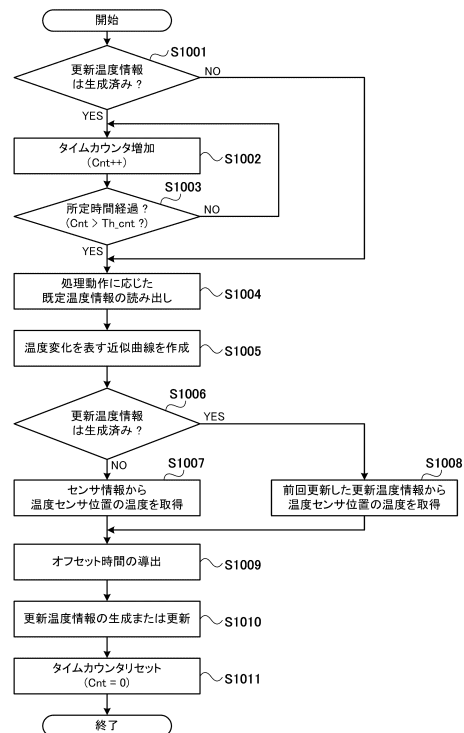 開始
S1001
更新温度情報
は生成済み？
NO
YES
タイムカウンタ増加
(Cnt++)
S1002
S1003
所定時間経過？
(Cnt > Th_cnt ?)
NO
YES
処理動作に応じた
既定温度情報の読み出し
S1004
温度変化を表す近似曲線を作成
S1005
S1006
更新温度情報
は生成済み？
YES
NO
S1007
センサ情報から
温度センサ位置の温度を取得
S1008
前回更新した更新温度情報から
温度センサ位置の温度を取得
オフセット時間の導出
S1009
更新温度情報の生成または更新
S1010
タイムカウンタリセット
(Cnt = 0)
S1011
終了